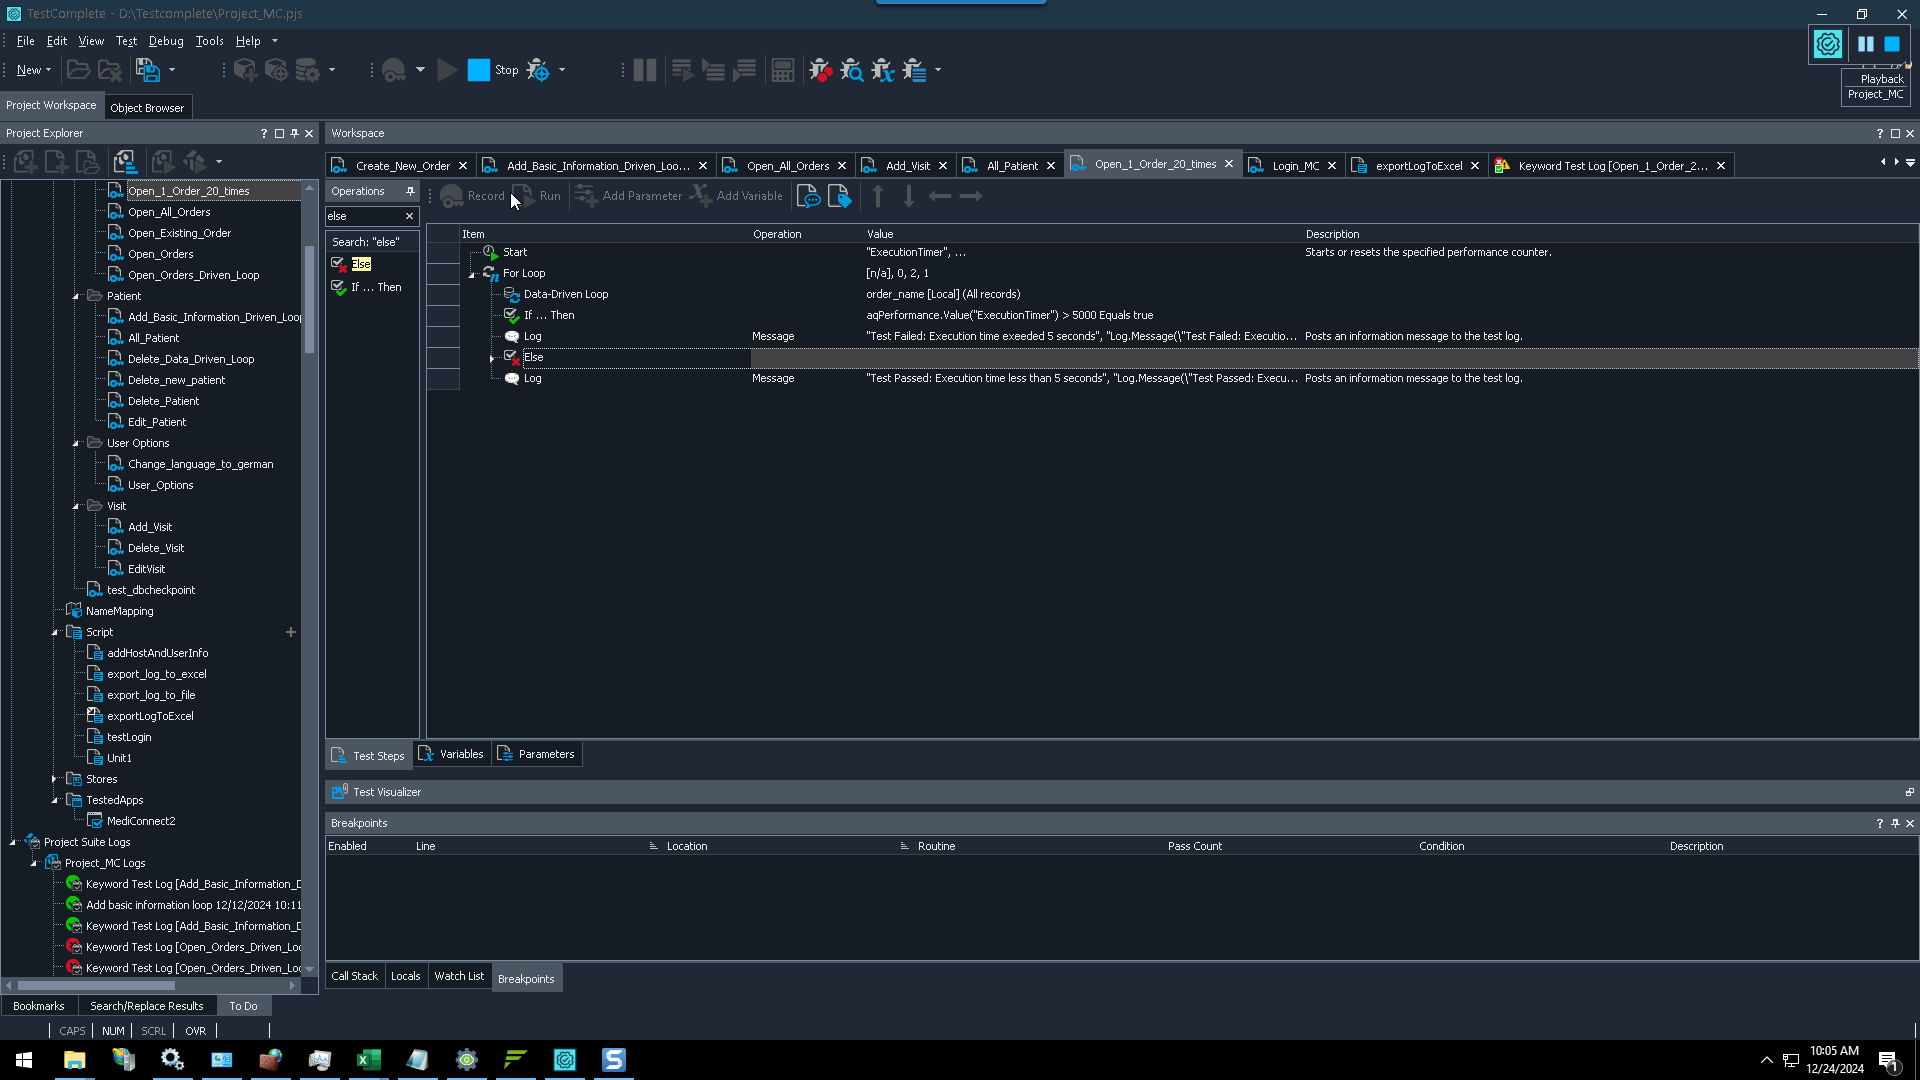 TestComplete - D:\Testcomplete\Project_MC.pjs
File Edit View Test Debug Tools Help
New Stop
Playback
Project_MC
Project Workspace Object Browser
Project Explorer
Workspace
Create_New_Order Add_Basic_Information_Driven_Loo... Open_All_Orders Add_Visit All_Patient Open_1_Order_20_times Login_MC exportLogToExcel Keyword Test Log [Open_1_Order_2...
Operations
Record Run Add Parameter Add Variable
else
Search: "else"
Else
If ... Then
Item Operation Value Description
Start "ExecutionTimer", ... Starts or resets the specified performance counter.
For Loop [n/a], 0, 2, 1
Data-Driven Loop order_name [Local] (All records)
If ... Then aqPerformance.Value("ExecutionTimer") > 5000 Equals true
Log Message "Test Failed: Execution time exeeded 5 seconds", "Log.Message(\"Test Failed: Executio... Posts an information message to the test log.
Else
Log Message "Test Passed: Execution time less than 5 seconds", "Log.Message(\"Test Passed: Execu... Posts an information message to the test log.
Open_1_Order_20_times
Open_All_Orders
Open_Existing_Order
Open_Orders
Open_Orders_Driven_Loop
Patient
Add_Basic_Information_Driven_Loo
All_Patient
Delete_Data_Driven_Loop
Delete_new_patient
Delete_Patient
Edit_Patient
User Options
Change_language_to_german
User_Options
Visit
Add_Visit
Delete_Visit
EditVisit
test_dbcheckpoint
NameMapping
Script
addHostAndUserInfo
export_log_to_excel
export_log_to_file
exportLogToExcel
testLogin
Unit1
Stores
TestedApps
MediConnect2
Project Suite Logs
Project_MC Logs
Keyword Test Log [Add_Basic_Information_D
Add basic information loop 12/12/2024 10:11
Keyword Test Log [Add_Basic_Information_D
Keyword Test Log [Open_Orders_Driven_Loo
Keyword Test Log [Open_Orders_Driven_Loo
Test Steps Variables Parameters
Test Visualizer
Breakpoints
Enabled Line Location Routine Pass Count Condition Description
Call Stack Locals Watch List Breakpoints
Bookmarks Search/Replace Results To Do
CAPS NUM SCRL OVR
10:05 AM
12/24/2024
1